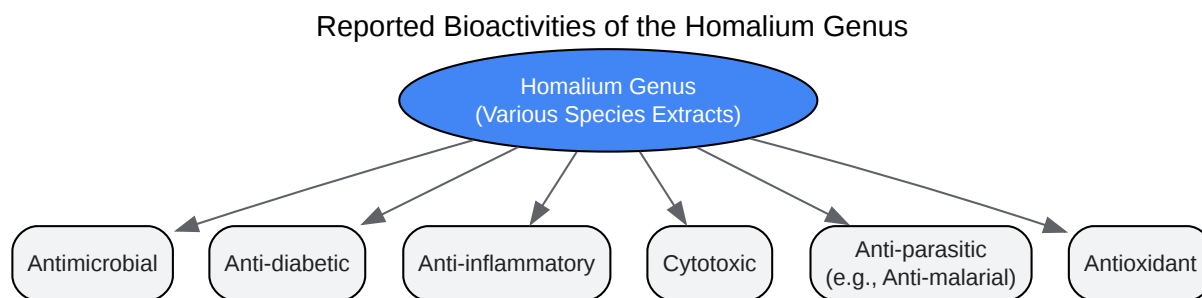 Reported Bioactivities of the Homalium Genus
Homalium Genus
(Various Species Extracts)
Antimicrobial
Anti-diabetic
Anti-inflammatory
Cytotoxic
Anti-parasitic
(e.g., Anti-malarial)
Antioxidant